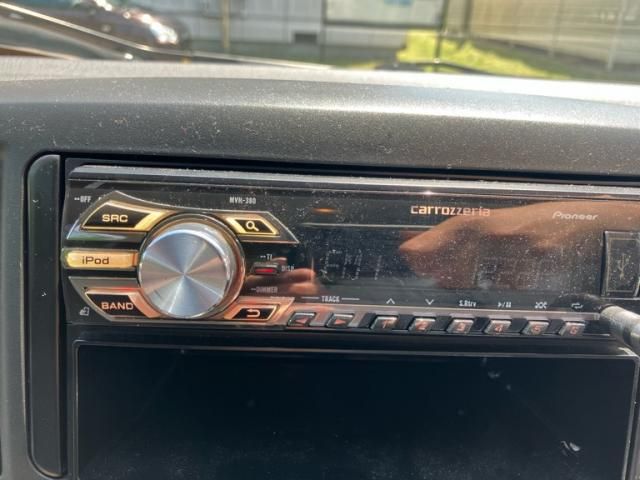 --OFF
MVH-380
carrozzeria
Pioneer
SRC
--TI
DISP
iPod
--DIMMER
BAND
TRACK
S.Rtrv
1 2 3 4 5 6